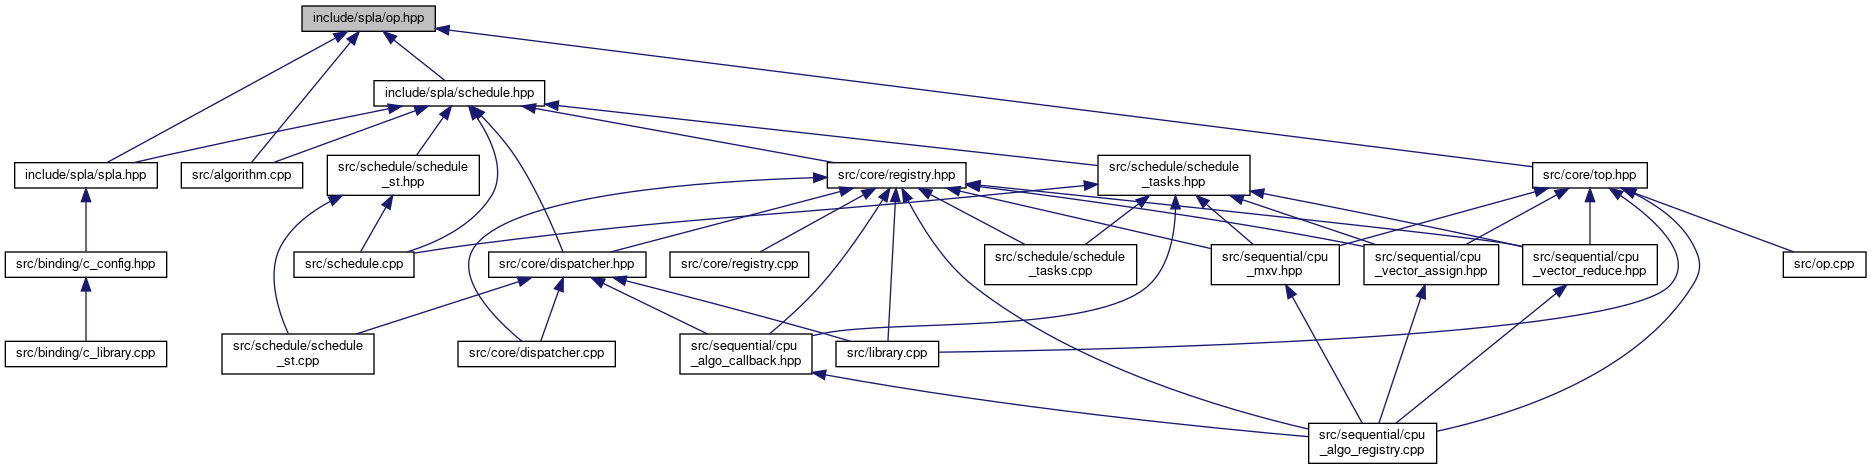 include/spla/op.hpp
include/spla/schedule.hpp
include/spla/spla.hpp
src/algorithm.cpp
src/schedule/schedule
_st.hpp
src/core/registry.hpp
src/schedule/schedule
_tasks.hpp
src/core/top.hpp
src/binding/c_config.hpp
src/schedule.cpp
src/core/dispatcher.hpp
src/core/registry.cpp
src/schedule/schedule
_tasks.cpp
src/sequential/cpu
_mxv.hpp
src/sequential/cpu
_vector_assign.hpp
src/sequential/cpu
_vector_reduce.hpp
src/op.cpp
src/binding/c_library.cpp
src/schedule/schedule
_st.cpp
src/core/dispatcher.cpp
src/sequential/cpu
_algo_callback.hpp
src/library.cpp
src/sequential/cpu
_algo_registry.cpp